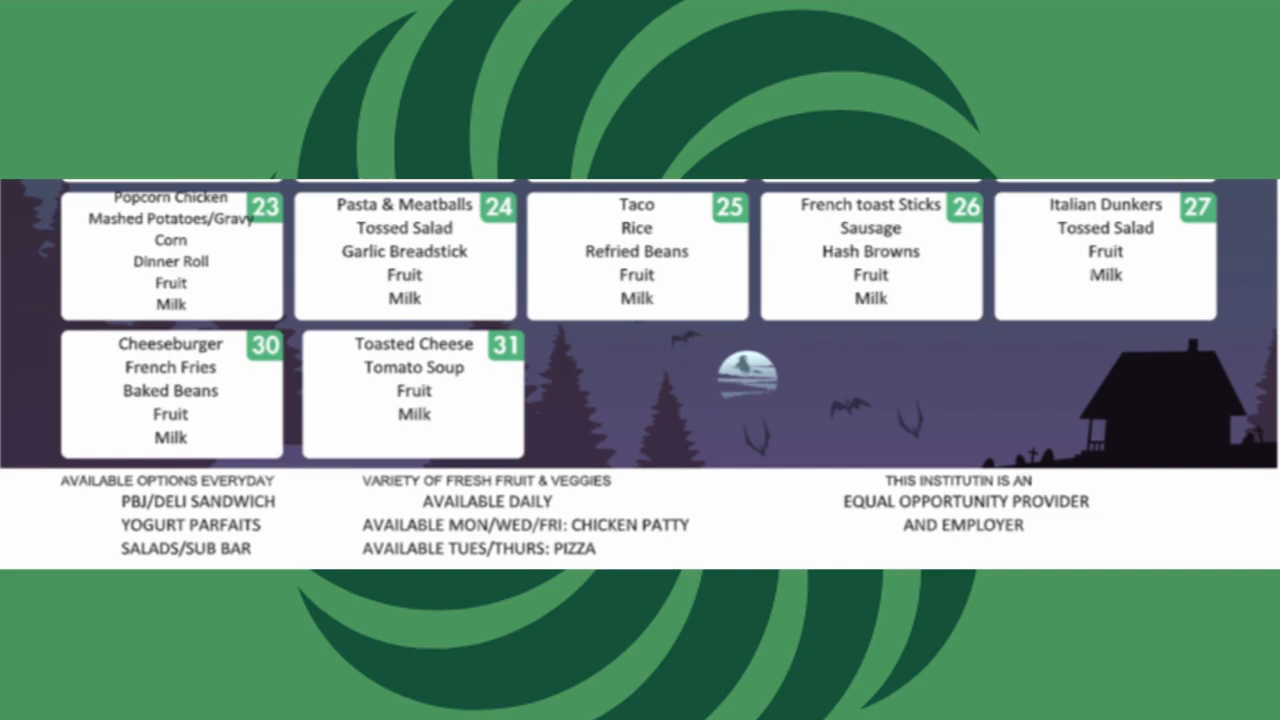 Popcorn Chicken
Mashed Potatoes/Gravy
Corn
Dinner Roll
Fruit
Milk
23
Pasta & Meatballs
Tossed Salad
Garlic Breadstick
Fruit
Milk
24
Taco
Rice
Refried Beans
Fruit
Milk
25
French toast Sticks
Sausage
Hash Browns
Fruit
Milk
26
Italian Dunkers
Tossed Salad
Fruit
Milk
27
Cheeseburger
French Fries
Baked Beans
Fruit
Milk
30
Toasted Cheese
Tomato Soup
Fruit
Milk
31
AVAILABLE OPTIONS EVERYDAY
PBJ/DELI SANDWICH
YOGURT PARFAITS
SALADS/SUB BAR
VARIETY OF FRESH FRUIT & VEGGIES
AVAILABLE DAILY
AVAILABLE MON/WED/FRI: CHICKEN PATTY
AVAILABLE TUES/THURS: PIZZA
THIS INSTITUTIN IS AN
EQUAL OPPORTUNITY PROVIDER
AND EMPLOYER